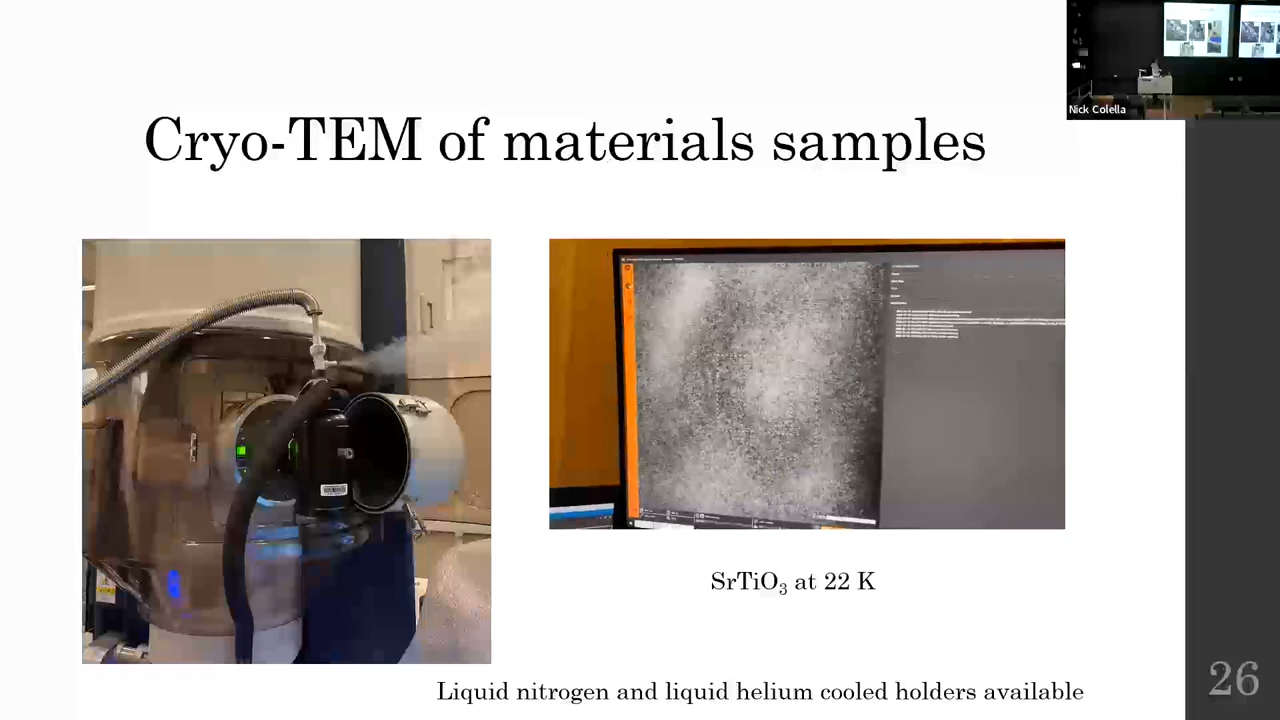 Nick Colella
Cryo-TEM of materials samples
SrTiO₃ at 22 K
Liquid nitrogen and liquid helium cooled holders available
26